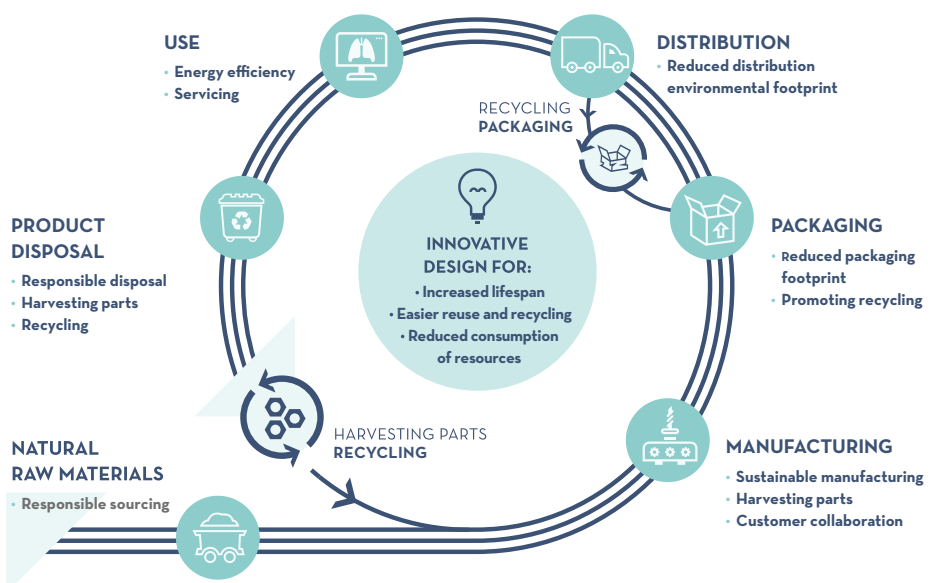 USE
• Energy efficiency
• Servicing
DISTRIBUTION
• Reduced distribution
environmental footprint
RECYCLING
PACKAGING
PRODUCT
DISPOSAL
• Responsible disposal
• Harvesting parts
• Recycling
INNOVATIVE
DESIGN FOR:
• Increased lifespan
• Easier reuse and recycling
• Reduced consumption
of resources
PACKAGING
• Reduced packaging
footprint
• Promoting recycling
HARVESTING PARTS
RECYCLING
NATURAL
RAW MATERIALS
• Responsible sourcing
MANUFACTURING
• Sustainable manufacturing
• Harvesting parts
• Customer collaboration